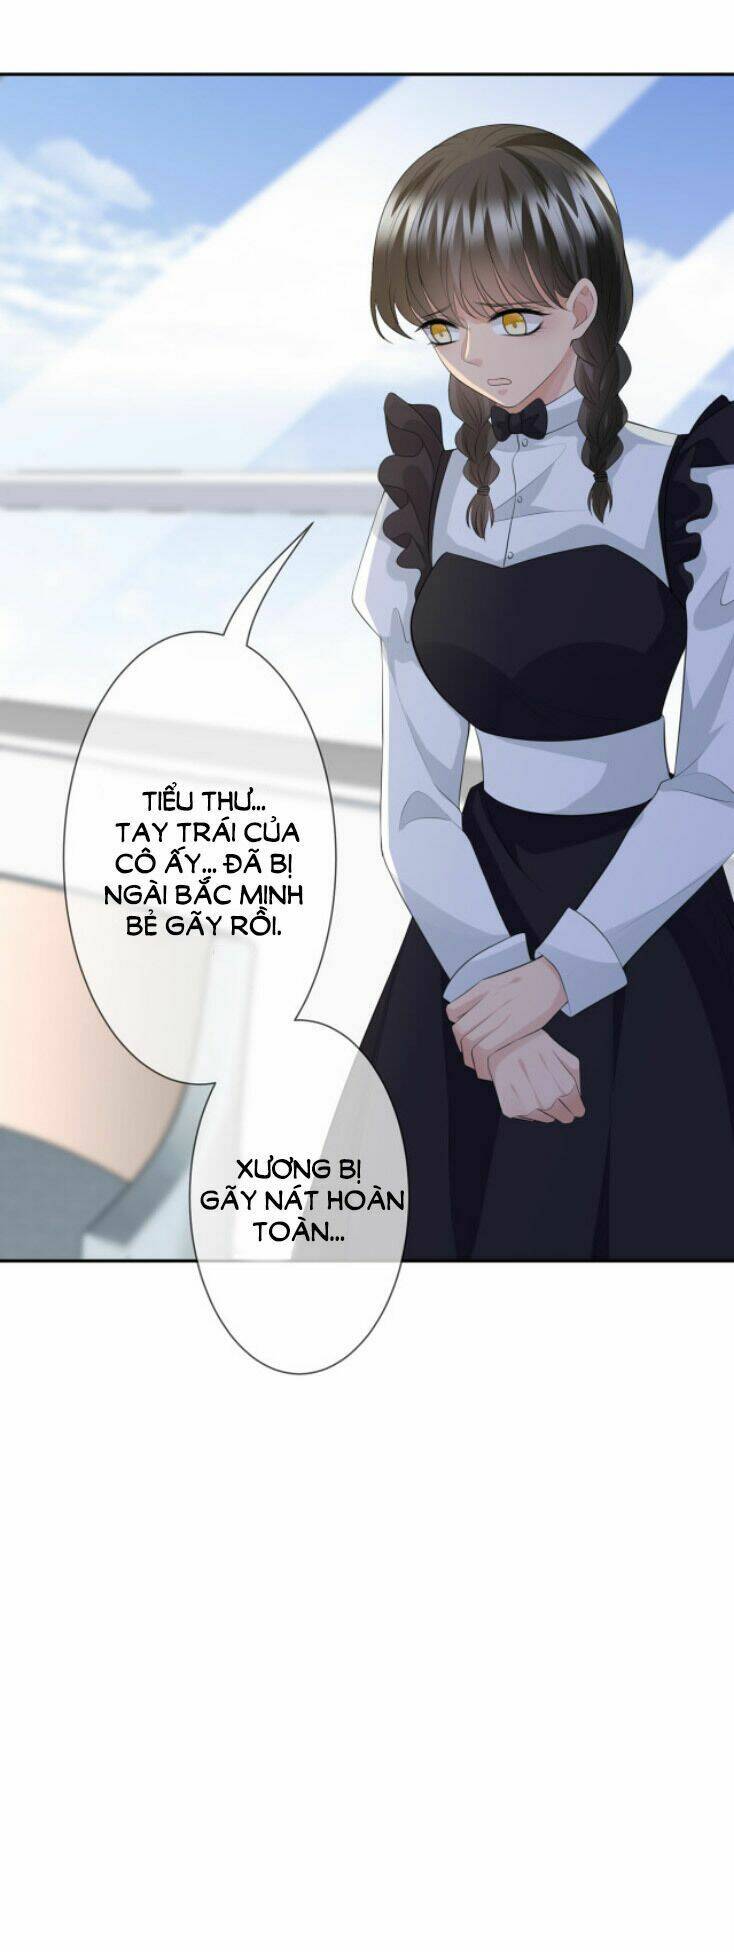 TIỂU THƯ...
TAY TRÁI CỦA
CÔ ẤY... ĐÃ BỊ
NGÀI BẮC MINH
BẺ GÃY RỒI.
XƯƠNG BỊ
GÃY NÁT HOÀN
TOÀN...